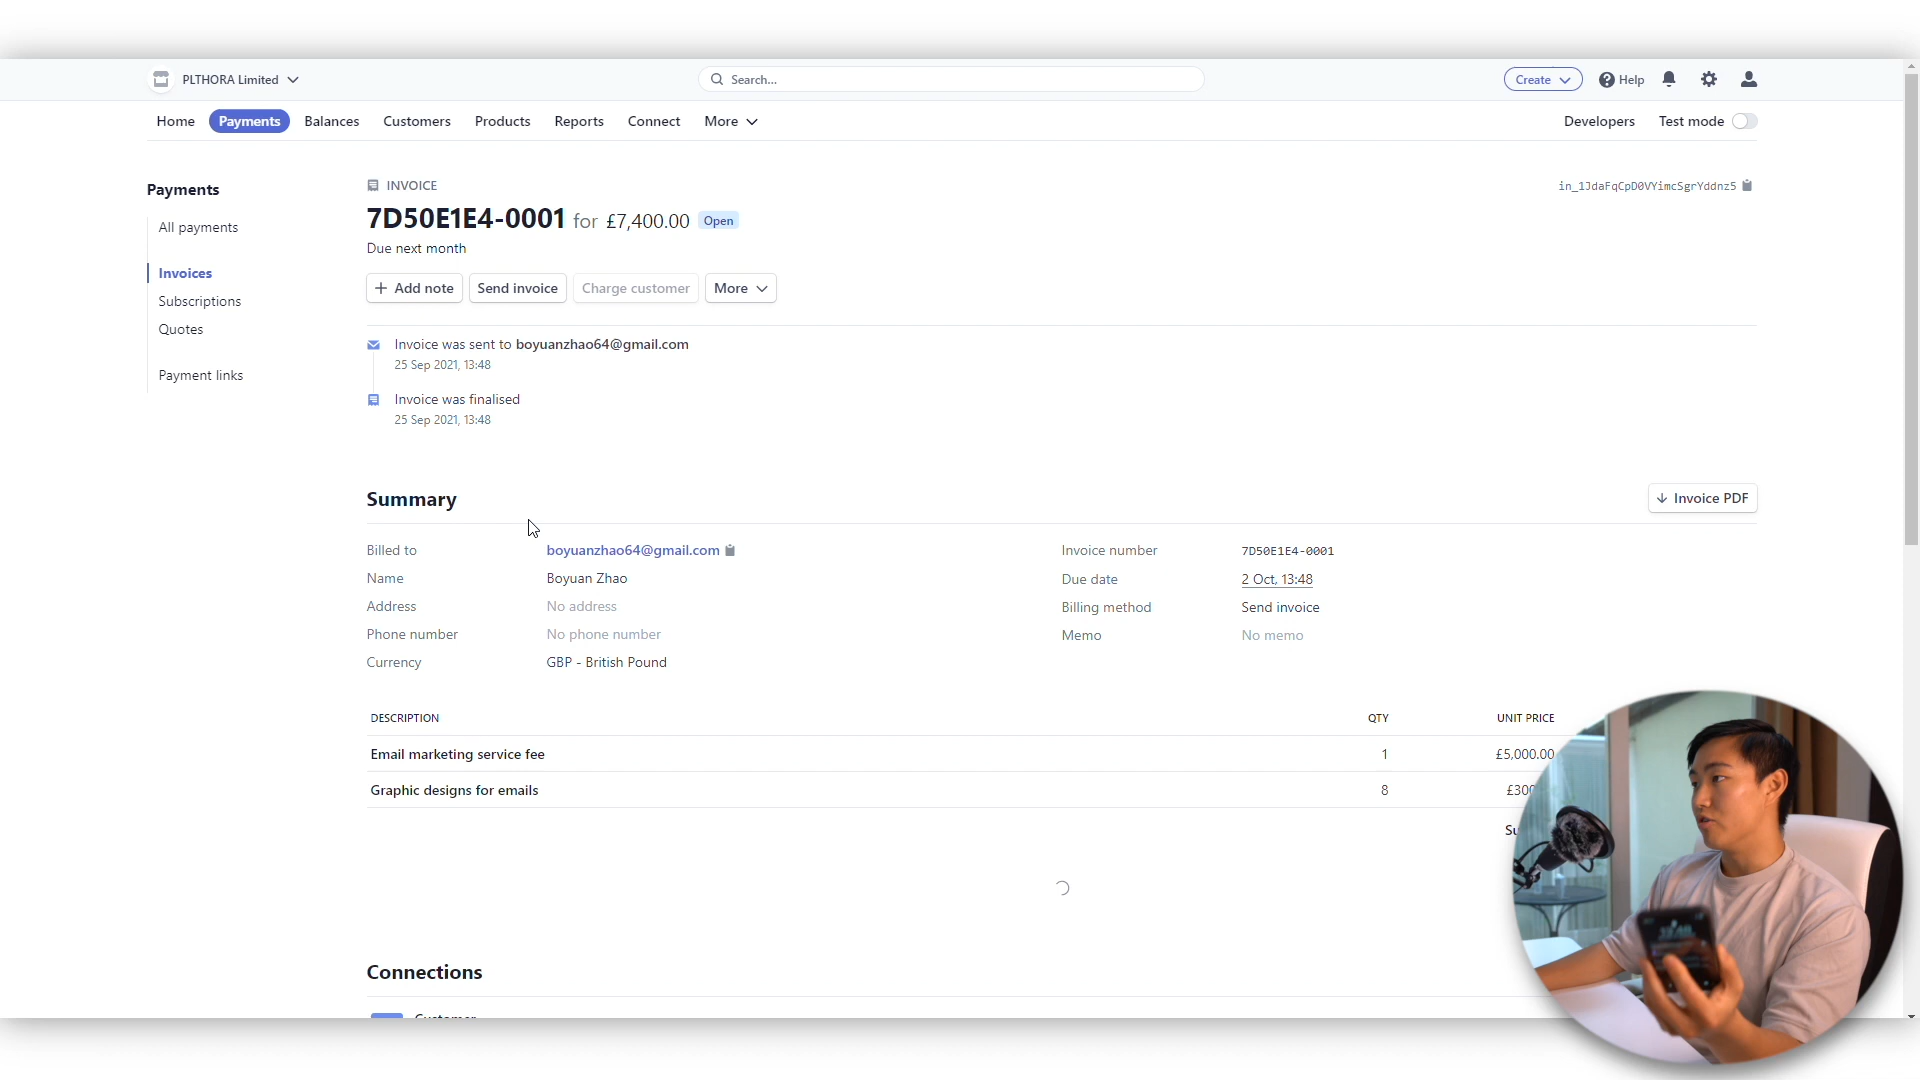 PLTHORA Limited
Search...
Create
Help
Home
Payments
Balances
Customers
Products
Reports
Connect
More
Developers
Test mode
Payments
All payments
Invoices
Subscriptions
Quotes
Payment links
INVOICE
in_1JdaFqCpD0VYimcSgrYddnz5
7D50E1E4-0001 for £7,400.00 Open
Due next month
Add note
Send invoice
Charge customer
More
Invoice was sent to boyuanzhao64@gmail.com
25 Sep 2021, 13:48
Invoice was finalised
25 Sep 2021, 13:48
Summary
Invoice PDF
Billed to boyuanzhao64@gmail.com
Name Boyuan Zhao
Address No address
Phone number No phone number
Currency GBP - British Pound
Invoice number 7D50E1E4-0001
Due date 2 Oct, 13:48
Billing method Send invoice
Memo No memo
DESCRIPTION QTY UNIT PRICE
Email marketing service fee 1 £5,000.00
Graphic designs for emails 8
Connections